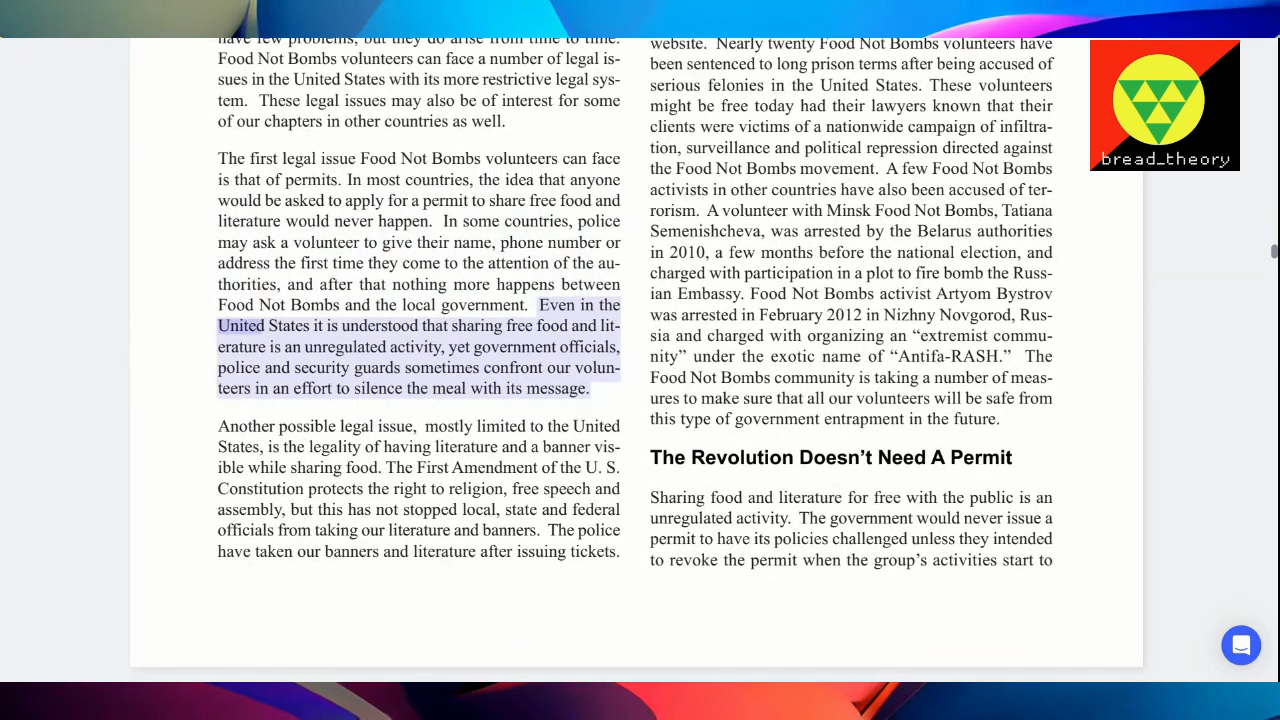 have few problems, but they do arise from time to time.
Food Not Bombs volunteers can face a number of legal is-
sues in the United States with its more restrictive legal sys-
tem.  These legal issues may also be of interest for some
of our chapters in other countries as well.
The first legal issue Food Not Bombs volunteers can face
is that of permits. In most countries, the idea that anyone
would be asked to apply for a permit to share free food and
literature would never happen.  In some countries, police
may ask a volunteer to give their name, phone number or
address the first time they come to the attention of the au-
thorities, and after that nothing more happens between
Food Not Bombs and the local government.  Even in the
United States it is understood that sharing free food and lit-
erature is an unregulated activity, yet government officials,
police and security guards sometimes confront our volun-
teers in an effort to silence the meal with its message.
Another possible legal issue,  mostly limited to the United
States, is the legality of having literature and a banner vis-
ible while sharing food. The First Amendment of the U. S.
Constitution protects the right to religion, free speech and
assembly, but this has not stopped local, state and federal
officials from taking our literature and banners.  The police
have taken our banners and literature after issuing tickets.
website.  Nearly twenty Food Not Bombs volunteers have
been sentenced to long prison terms after being accused of
serious felonies in the United States. These volunteers
might be free today had their lawyers known that their
clients were victims of a nationwide campaign of infiltra-
tion, surveillance and political repression directed against
the Food Not Bombs movement.  A few Food Not Bombs
activists in other countries have also been accused of ter-
rorism.  A volunteer with Minsk Food Not Bombs, Tatiana
Semenishcheva, was arrested by the Belarus authorities
in 2010, a few months before the national election, and
charged with participation in a plot to fire bomb the Russ-
ian Embassy. Food Not Bombs activist Artyom Bystrov
was arrested in February 2012 in Nizhny Novgorod, Rus-
sia and charged with organizing an “extremist commu-
nity” under the exotic name of “Antifa-RASH.”  The
Food Not Bombs community is taking a number of meas-
ures to make sure that all our volunteers will be safe from
this type of government entrapment in the future.
The Revolution Doesn’t Need A Permit
Sharing food and literature for free with the public is an
unregulated activity.  The government would never issue a
permit to have its policies challenged unless they intended
to revoke the permit when the group’s activities start to
bread_theory